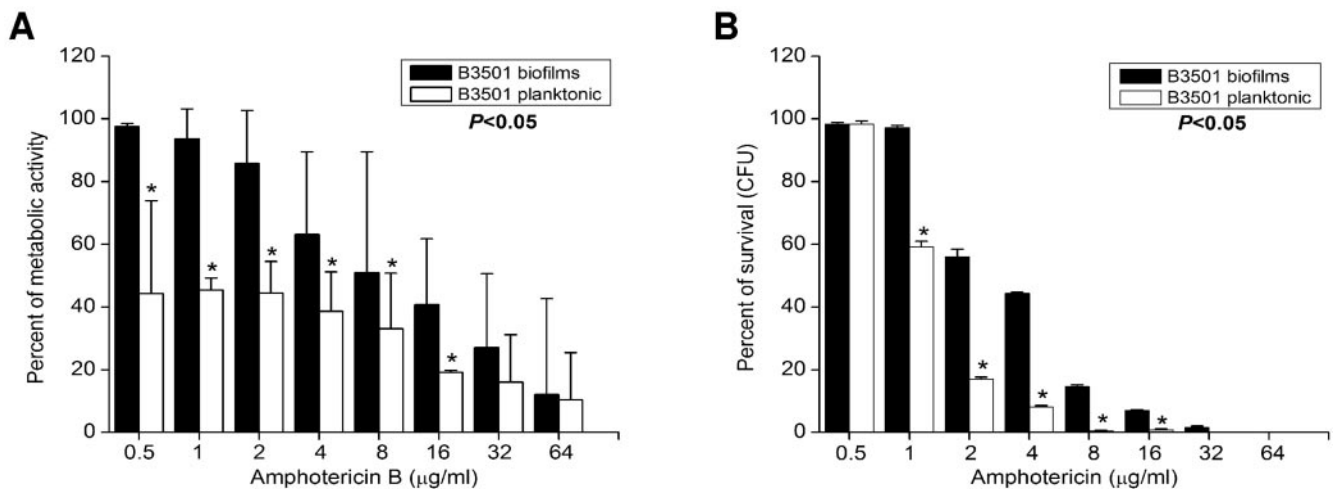 A
120
100
80
60
40
20
0
Percent of metabolic activity
B3501 biofilms
B3501 planktonic
P<0.05
*
*
*
*
*
*
0.5 1 2 4 8 16 32 64
Amphotericin B (μg/ml)
B
120
100
80
60
40
20
0
Percent of survival (CFU)
B3501 biofilms
B3501 planktonic
P<0.05
*
*
*
*
*
0.5 1 2 4 8 16 32 64
Amphotericin (μg/ml)